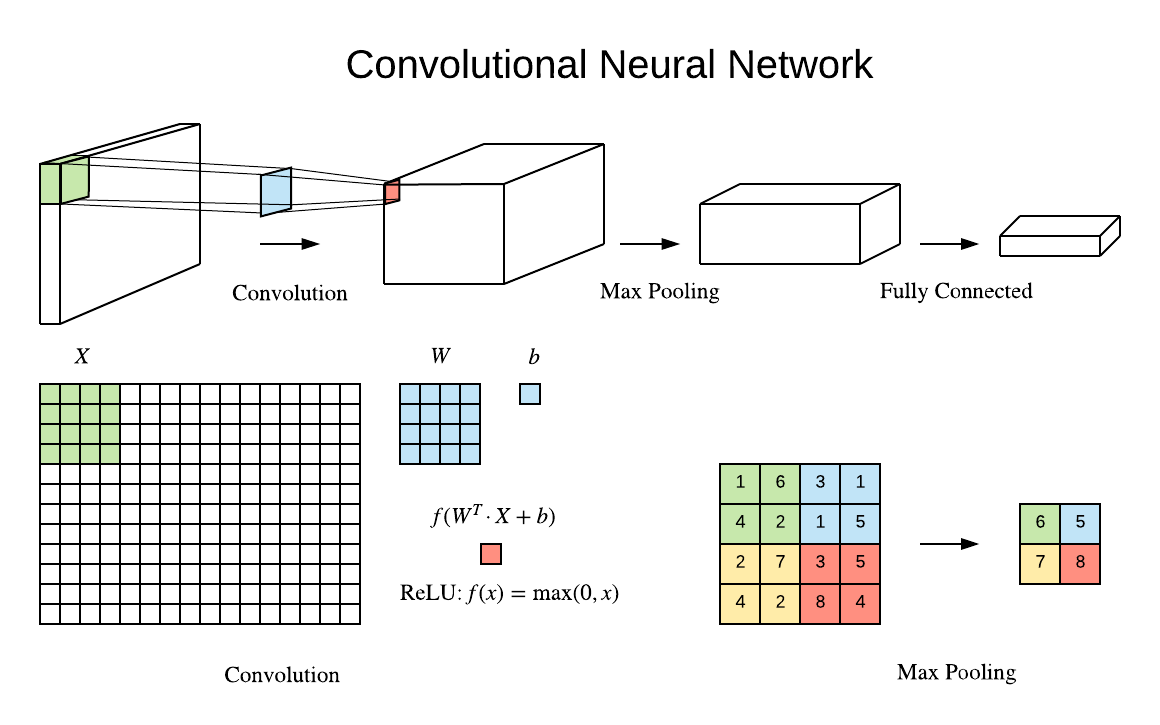 Convolutional Neural Network
Convolution
Max Pooling
Fully Connected
X
W
b
f(W^T · X + b)
ReLU: f(x) = max(0, x)
1 6 3 1
4 2 1 5
2 7 3 5
4 2 8 4
6 5
7 8
Convolution
Max Pooling